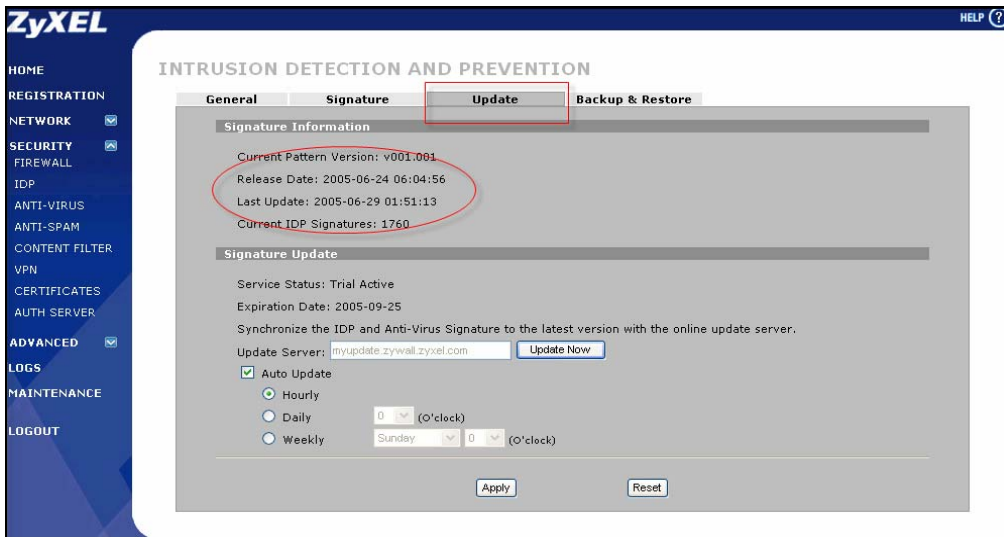 ZyXEL
HELP
HOME
REGISTRATION
NETWORK
SECURITY
FIREWALL
IDP
ANTI-VIRUS
ANTI-SPAM
CONTENT FILTER
VPN
CERTIFICATES
AUTH SERVER
ADVANCED
LOGS
MAINTENANCE
LOGOUT
INTRUSION DETECTION AND PREVENTION
General Signature Update Backup & Restore
Signature Information
Current Pattern Version: v001.001
Release Date: 2005-06-24 06:04:56
Last Update: 2005-06-29 01:51:13
Current IDP Signatures: 1760
Signature Update
Service Status: Trial Active
Expiration Date: 2005-09-25
Synchronize the IDP and Anti-Virus Signature to the latest version with the online update server.
Update Server: myupdate.zywall.zyxel.com Update Now
Auto Update
Hourly
Daily 0 (O'clock)
Weekly Sunday 0 (O'clock)
Apply Reset